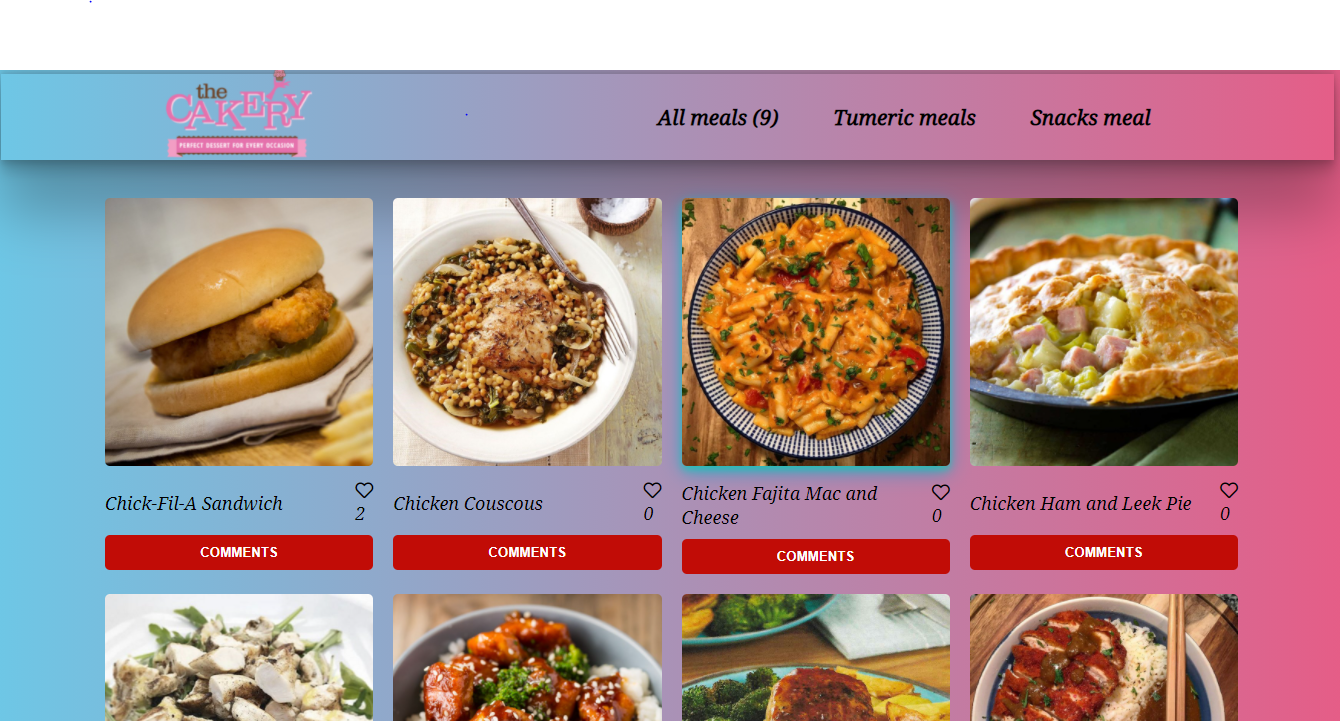 the
CAKERY
PERFECT DESSERT FOR EVERY OCCASION
All meals (9) Tumeric meals Snacks meal
Chick-Fil-A Sandwich
2
COMMENTS
Chicken Couscous
0
COMMENTS
Chicken Fajita Mac and
Cheese
0
COMMENTS
Chicken Ham and Leek Pie
0
COMMENTS